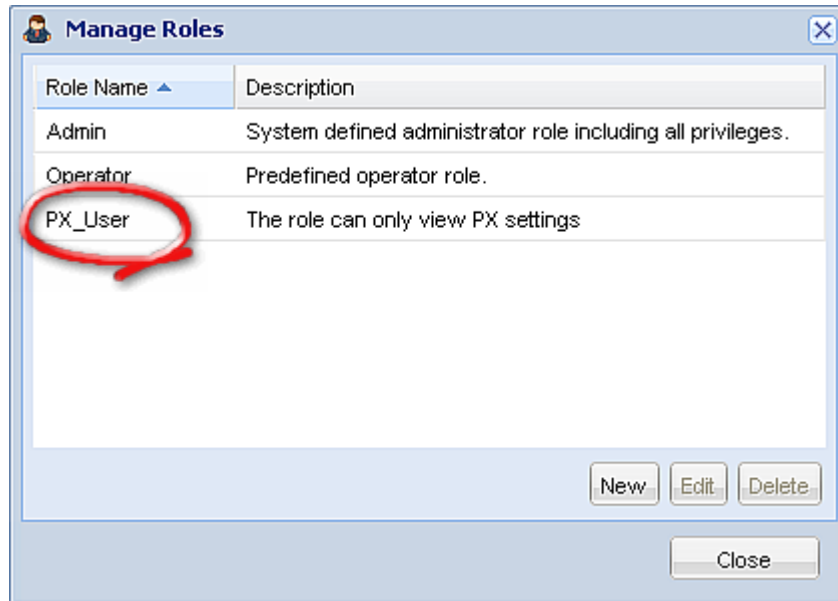 Manage Roles
Role Name Description
Admin System defined administrator role including all privileges.
Operator Predefined operator role.
PX_User The role can only view PX settings
New Edit Delete
Close